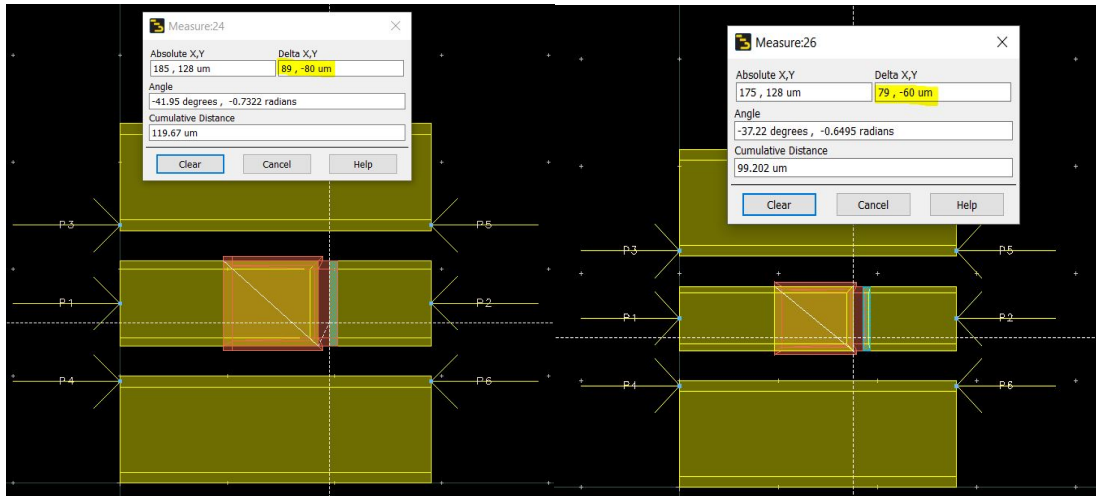 Measure:24
Absolute X,Y Delta X,Y
185 , 128 um 89 , -80 um
Angle
-41.95 degrees , -0.7322 radians
Cumulative Distance
119.67 um
Clear Cancel Help
P3 P5
P1 P2
P4 P6
Measure:26
Absolute X,Y Delta X,Y
175 , 128 um 79 , -60 um
Angle
-37.22 degrees , -0.6495 radians
Cumulative Distance
99.202 um
Clear Cancel Help
P3 P5
P1 P2
P4 P6